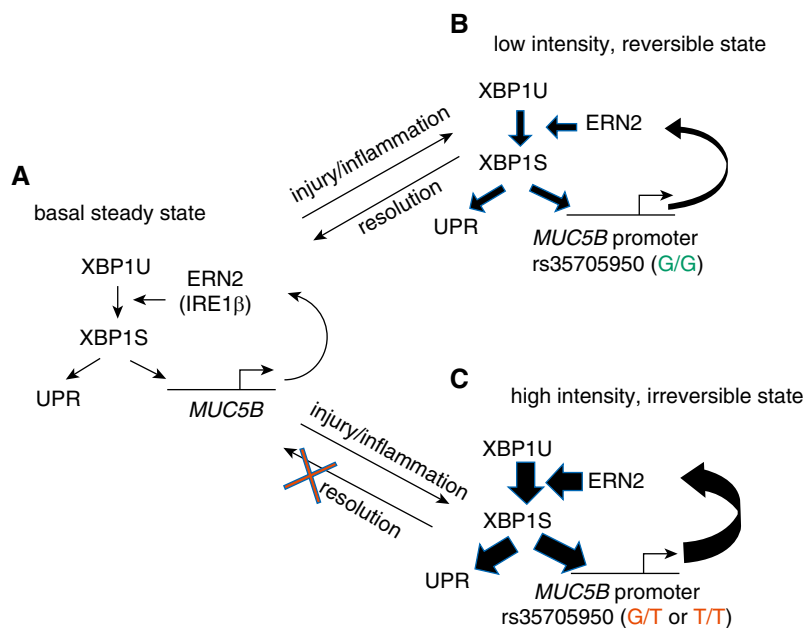 A
basal steady state
XBP1U
ERN2
(IRE1β)
XBP1S
UPR
MUC5B
injury/inflammation
resolution
B
low intensity, reversible state
XBP1U
ERN2
XBP1S
UPR
MUC5B promoter
rs35705950 (G/G)
injury/inflammation
resolution
C
high intensity, irreversible state
XBP1U
ERN2
XBP1S
UPR
MUC5B promoter
rs35705950 (G/T or T/T)